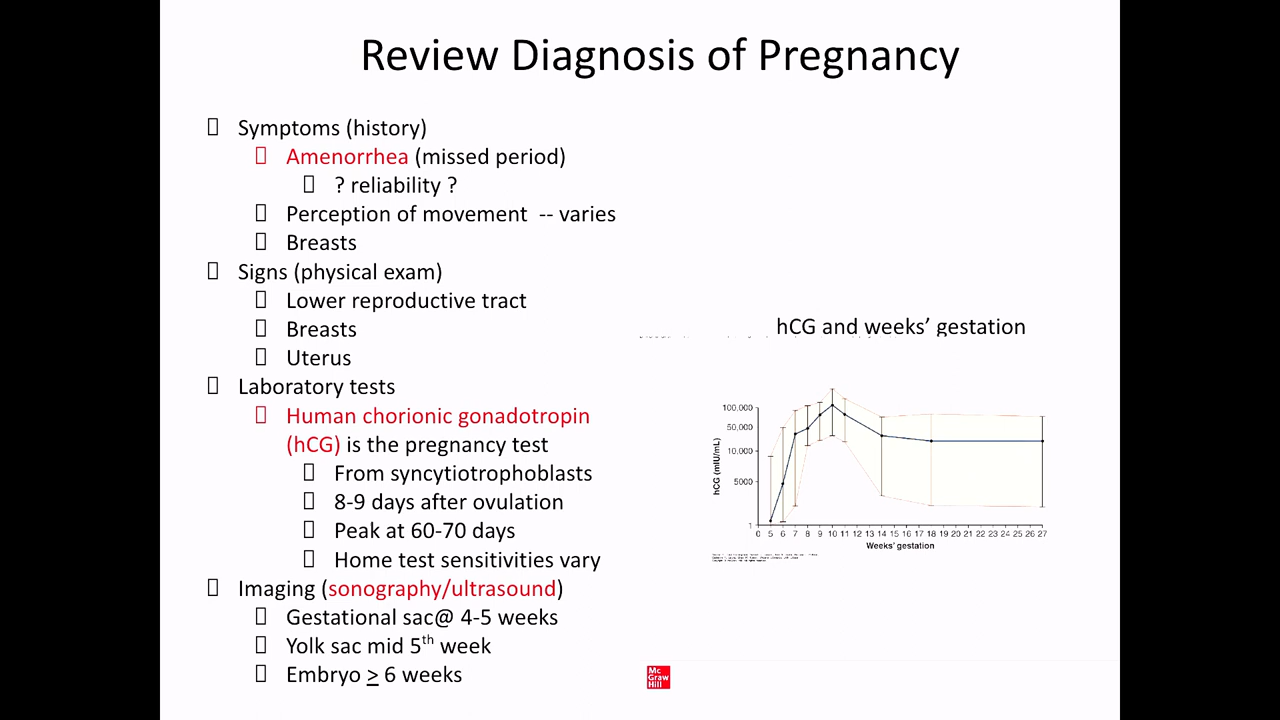 Review Diagnosis of Pregnancy
Symptoms (history)
Amenorrhea (missed period)
? reliability ?
Perception of movement -- varies
Breasts
Signs (physical exam)
Lower reproductive tract
Breasts
Uterus
Laboratory tests
Human chorionic gonadotropin
(hCG) is the pregnancy test
From syncytiotrophoblasts
8-9 days after ovulation
Peak at 60-70 days
Home test sensitivities vary
Imaging (sonography/ultrasound)
Gestational sac@ 4-5 weeks
Yolk sac mid 5th week
Embryo > 6 weeks
hCG and weeks’ gestation
100,000
50,000
10,000
5000
1
hCG (mIU/mL)
0 5 6 7 8 9 10 11 12 13 14 15 16 17 18 19 20 21 22 23 24 25 26 27
Weeks' gestation
Mc
Graw
Hill